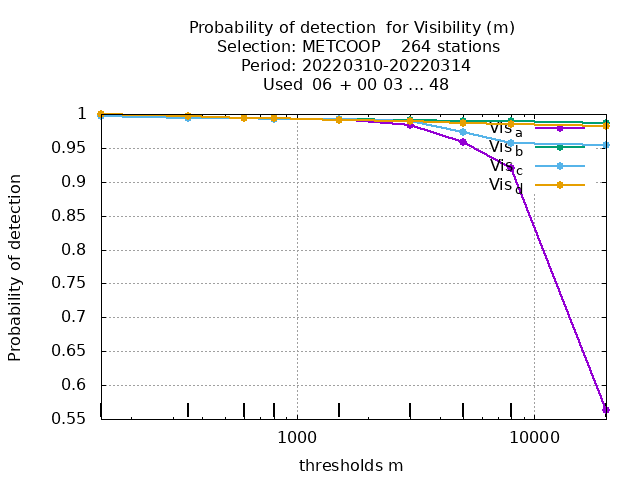 Probability of detection  for Visibility (m)
Selection: METCOOP    264 stations
Period: 20220310-20220314
Used  06 + 00 03 ... 48
1
0.95
0.9
0.85
0.8
0.75
0.7
0.65
0.6
0.55
Probability of detection
Vis a
Vis b
Vis c
Vis d
1000
10000
thresholds m